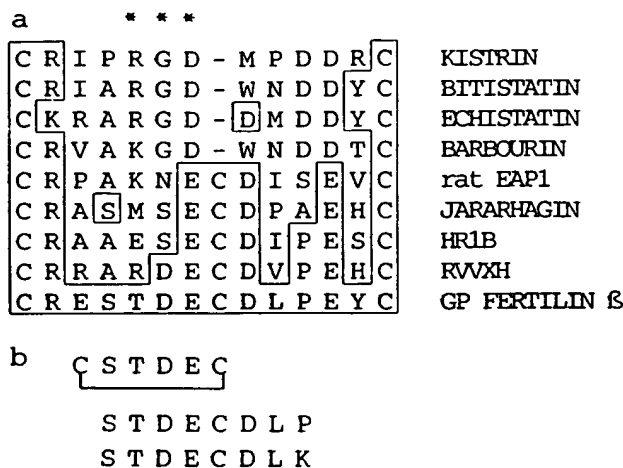 a * * *
C R I P R G D - M P D D R C KISTRIN
C R I A R G D - W N D D Y C BITISTATIN
C K R A R G D - D M D D Y C ECHISTATIN
C R V A K G D - W N D D T C BARBOURIN
C R P A K N E C D I S E V C rat EAP1
C R A S M S E C D P A E H C JARARHAGIN
C R A A E S E C D I P E S C HR1B
C R R A R D E C D V P E H C RVVXH
C R E S T D E C D L P E Y C GP FERTILIN ß
b C S T D E C
S T D E C D L P
S T D E C D L K